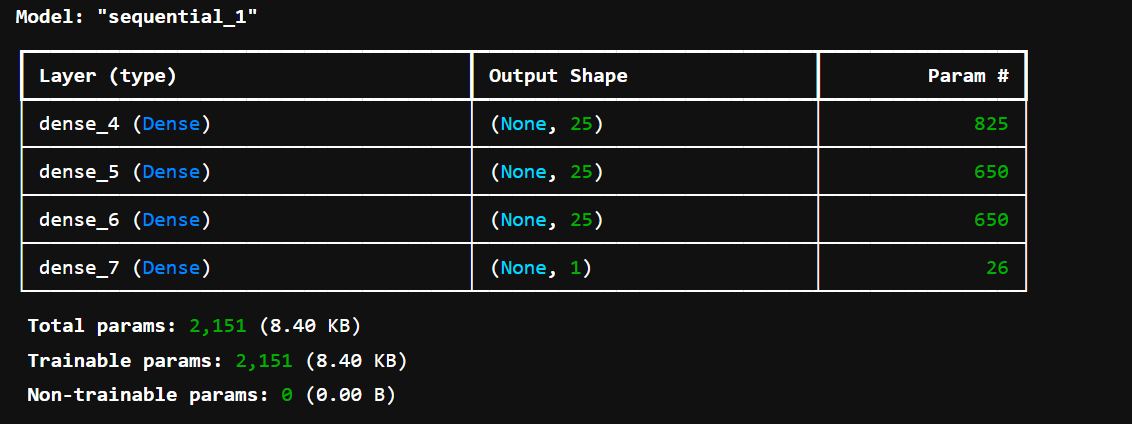 Model: "sequential_1"
Layer (type) Output Shape Param #
dense_4 (Dense) (None, 25) 825
dense_5 (Dense) (None, 25) 650
dense_6 (Dense) (None, 25) 650
dense_7 (Dense) (None, 1) 26
Total params: 2,151 (8.40 KB)
Trainable params: 2,151 (8.40 KB)
Non-trainable params: 0 (0.00 B)